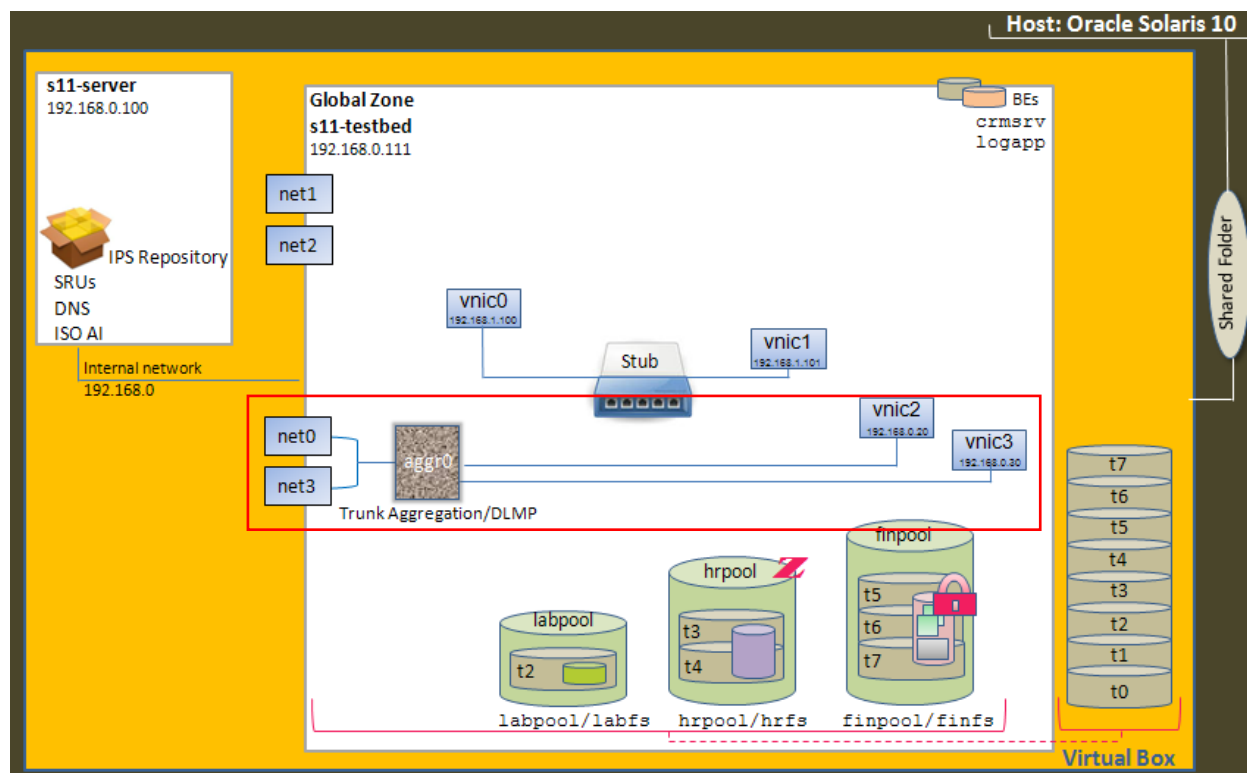 Host: Oracle Solaris 10
s11-server
192.168.0.100
IPS Repository
SRUs
DNS
ISO AI
Internal network
192.168.0
Global Zone
s11-testbed
192.168.0.111
BEs
crmsrv
logapp
net1
net2
vnic0
192.168.1.100
Stub
vnic1
192.168.1.101
net0
net3
aggr0
Trunk Aggregation/DLMP
vnic2
192.168.0.20
vnic3
192.168.0.30
labpool
t2
labpool/labfs
hrpool
Z
t3
t4
hrpool/hrfs
finpool
t5
t6
t7
finpool/finfs
t7
t6
t5
t4
t3
t2
t1
t0
Virtual Box
Shared Folder